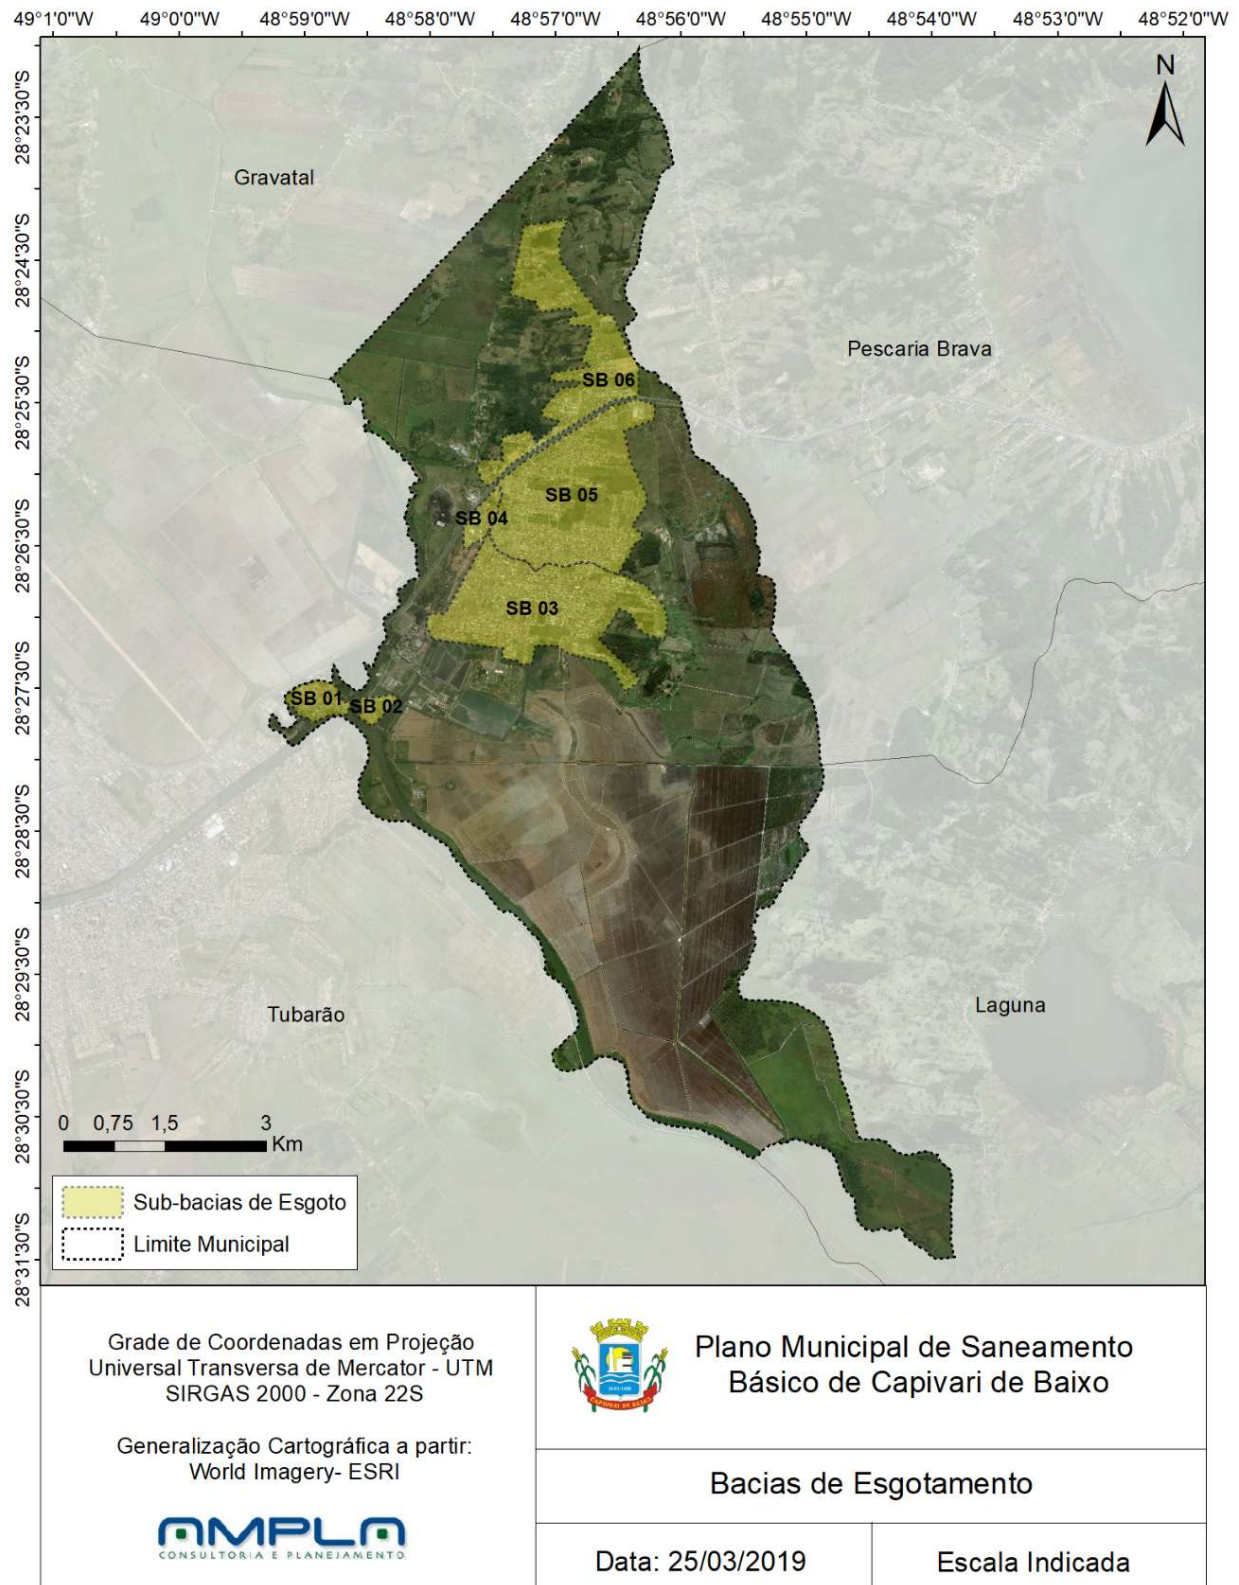 49°1'0"W 49°0'0"W 48°59'0"W 48°58'0"W 48°57'0"W 48°56'0"W 48°55'0"W 48°54'0"W 48°53'0"W 48°52'0"W
N
28°23'30"S
Gravatal
28°24'30"S
Pescaria Brava
28°25'30"S
SB 06
SB 05
SB 04
28°26'30"S
SB 03
28°27'30"S
SB 01
SB 02
28°28'30"S
28°29'30"S
Tubarão
Laguna
28°30'30"S
0 0,75 1,5 3
Km
Sub-bacias de Esgoto
Limite Municipal
28°31'30"S
Grade de Coordenadas em Projeção
Universal Transversa de Mercator - UTM
SIRGAS 2000 - Zona 22S
Generalização Cartográfica a partir:
World Imagery- ESRI
AMPLA
CONSULTORIA E PLANEJAMENTO
CAPIVARI DE BAIXO
Plano Municipal de Saneamento
Básico de Capivari de Baixo
Bacias de Esgotamento
Data: 25/03/2019
Escala Indicada